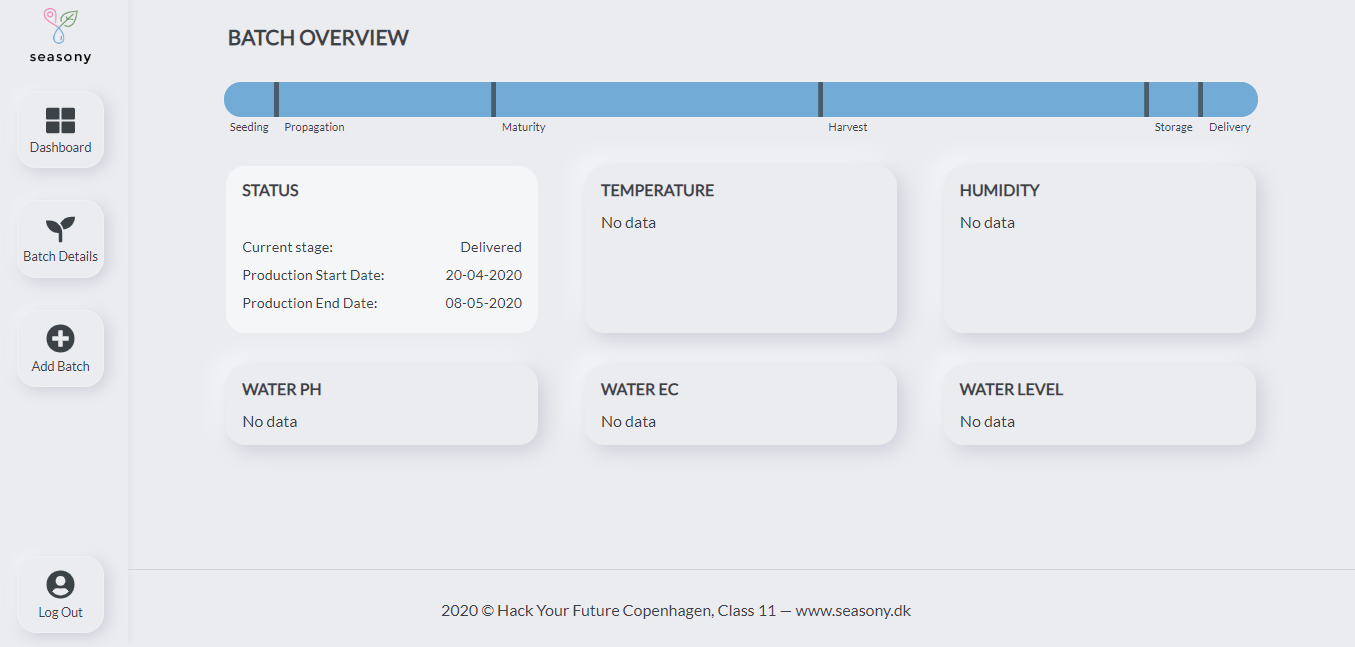 seasony
Dashboard
Batch Details
Add Batch
Log Out
BATCH OVERVIEW
Seeding Propagation Maturity Harvest Storage Delivery
STATUS
Current stage: Delivered
Production Start Date: 20-04-2020
Production End Date: 08-05-2020
TEMPERATURE
No data
HUMIDITY
No data
WATER PH
No data
WATER EC
No data
WATER LEVEL
No data
2020 © Hack Your Future Copenhagen, Class 11 — www.seasony.dk